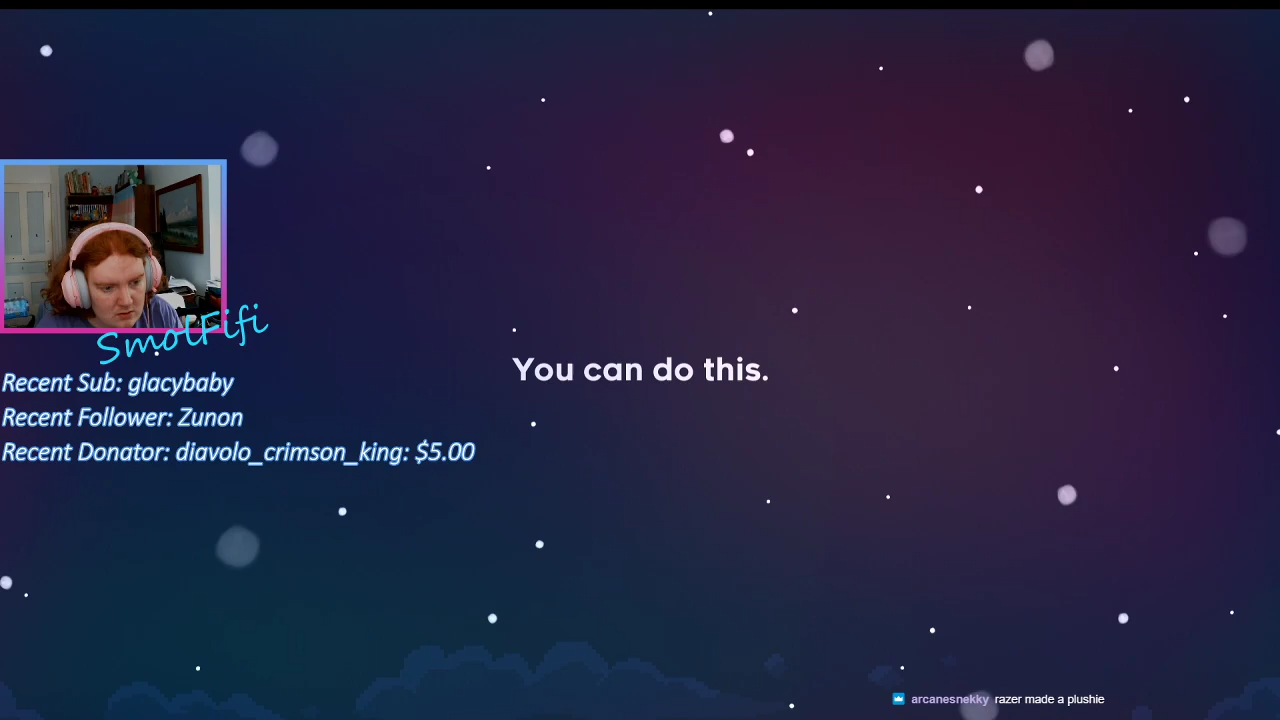 SmolFifi
Recent Sub: glacybaby
Recent Follower: Zunon
Recent Donator: diavolo_crimson_king: $5.00
You can do this.
arcanesnekky razer made a plushie